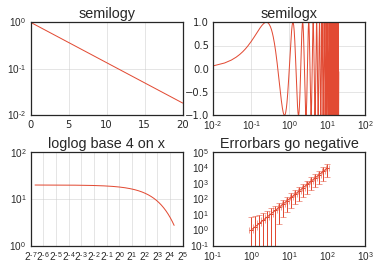 semilogy
semilogx
10⁰
10⁻¹
10⁻²
0 5 10 15 20
1.0
0.5
0.0
−0.5
−1.0
10⁻² 10⁻¹ 10⁰ 10¹ 10²
loglog base 4 on x
Errorbars go negative
10²
10¹
10⁰
2⁻⁷ 2⁻⁶ 2⁻⁵ 2⁻⁴ 2⁻³ 2⁻² 2⁻¹ 2⁰ 2¹ 2² 2³ 2⁴ 2⁵
10⁵
10⁴
10³
10²
10¹
10⁰
10⁻¹
10⁻¹ 10⁰ 10¹ 10² 10³